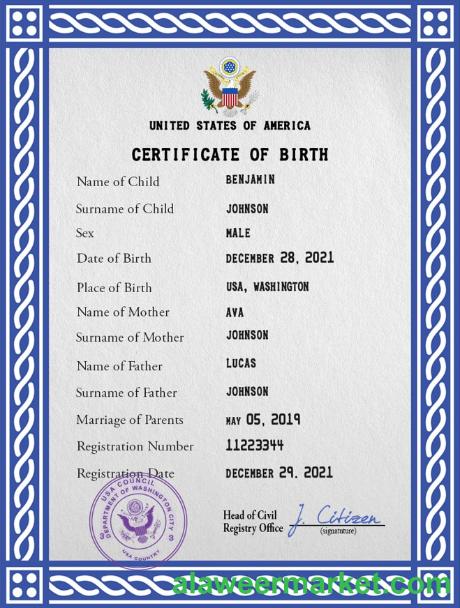 UNITED STATES OF AMERICA
CERTIFICATE OF BIRTH
Name of Child BENJAMIN
Surname of Child JOHNSON
Sex MALE
Date of Birth DECEMBER 28, 2021
Place of Birth USA, WASHINGTON
Name of Mother AVA
Surname of Mother JOHNSON
Name of Father LUCAS
Surname of Father JOHNSON
Marriage of Parents MAY 05, 2019
Registration Number 11223344
Registration Date DECEMBER 29, 2021
USA COUNCIL
DEPARTMENT OF WASHINGTON CITY
USA COUNTRY
Head of Civil
Registry Office J. Citizen
(signamture)
alaweermarket.com